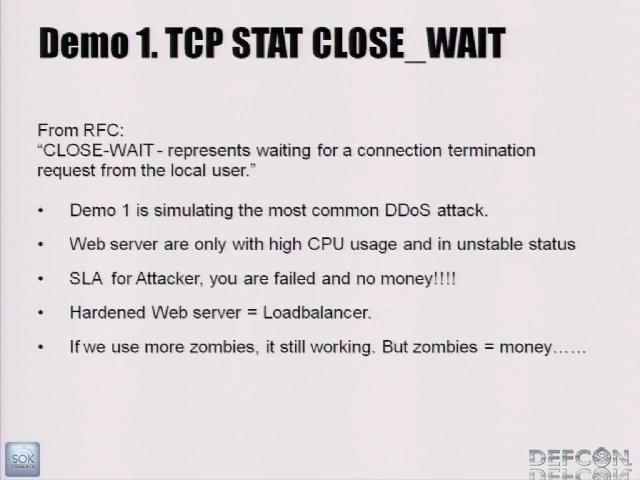 Demo 1. TCP STAT CLOSE_WAIT
From RFC:
“CLOSE-WAIT - represents waiting for a connection termination
request from the local user.”
• Demo 1 is simulating the most common DDoS attack.
• Web server are only with high CPU usage and in unstable status
• SLA for Attacker, you are failed and no money!!!!
• Hardened Web server = Loadbalancer.
• If we use more zombies, it still working. But zombies = money……
SOK
DEFCON